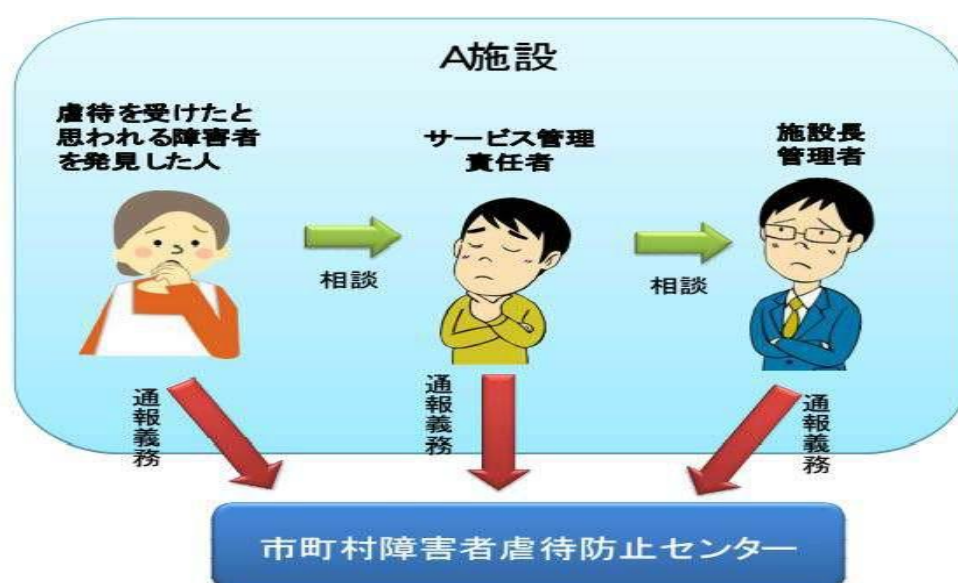 A施設
虐待を受けたと
思われる障害者
を発見した人
サービス管理
責任者
施設長
管理者
相談
相談
通報義務
通報義務
通報義務
市町村障害者虐待防止センター